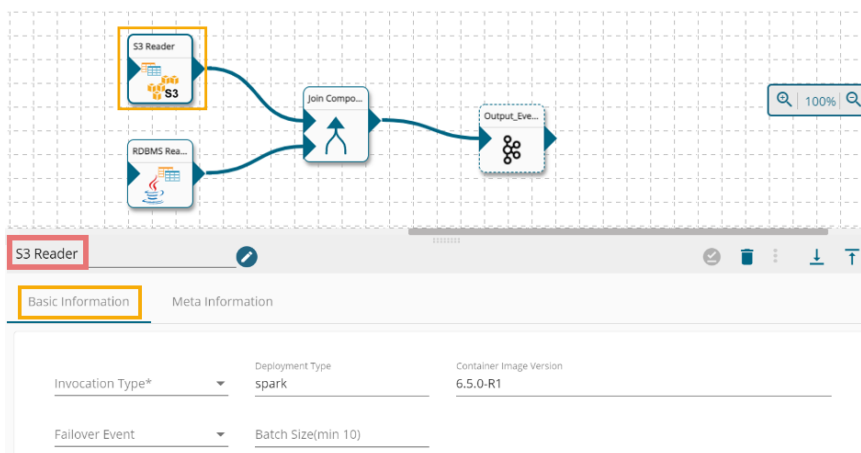 S3 Reader
S3
Join Compo...
100%
Output_Eve...
RDBMS Rea...
S3 Reader
Basic Information
Meta Information
Deployment Type
Container Image Version
Invocation Type*
spark
6.5.0-R1
Failover Event
Batch Size(min 10)